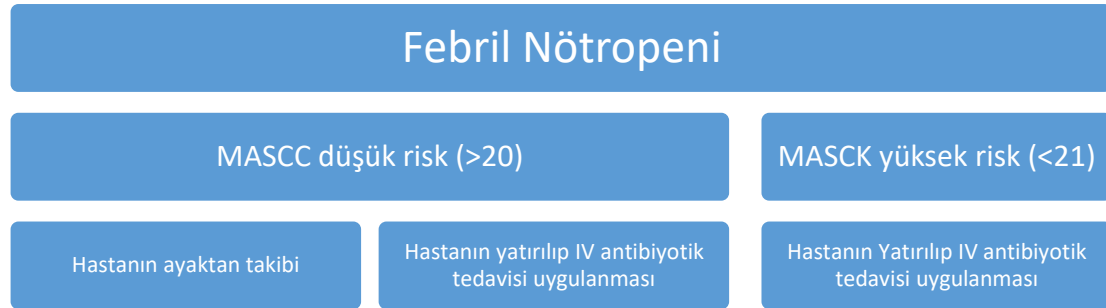 Febril Nötropeni
MASCC düşük risk (>20)
MASCK yüksek risk (<21)
Hastanın ayaktan takibi
Hastanın yatırılıp IV antibiyotik
tedavisi uygulanması
Hastanın Yatırılıp IV antibiyotik
tedavisi uygulanması